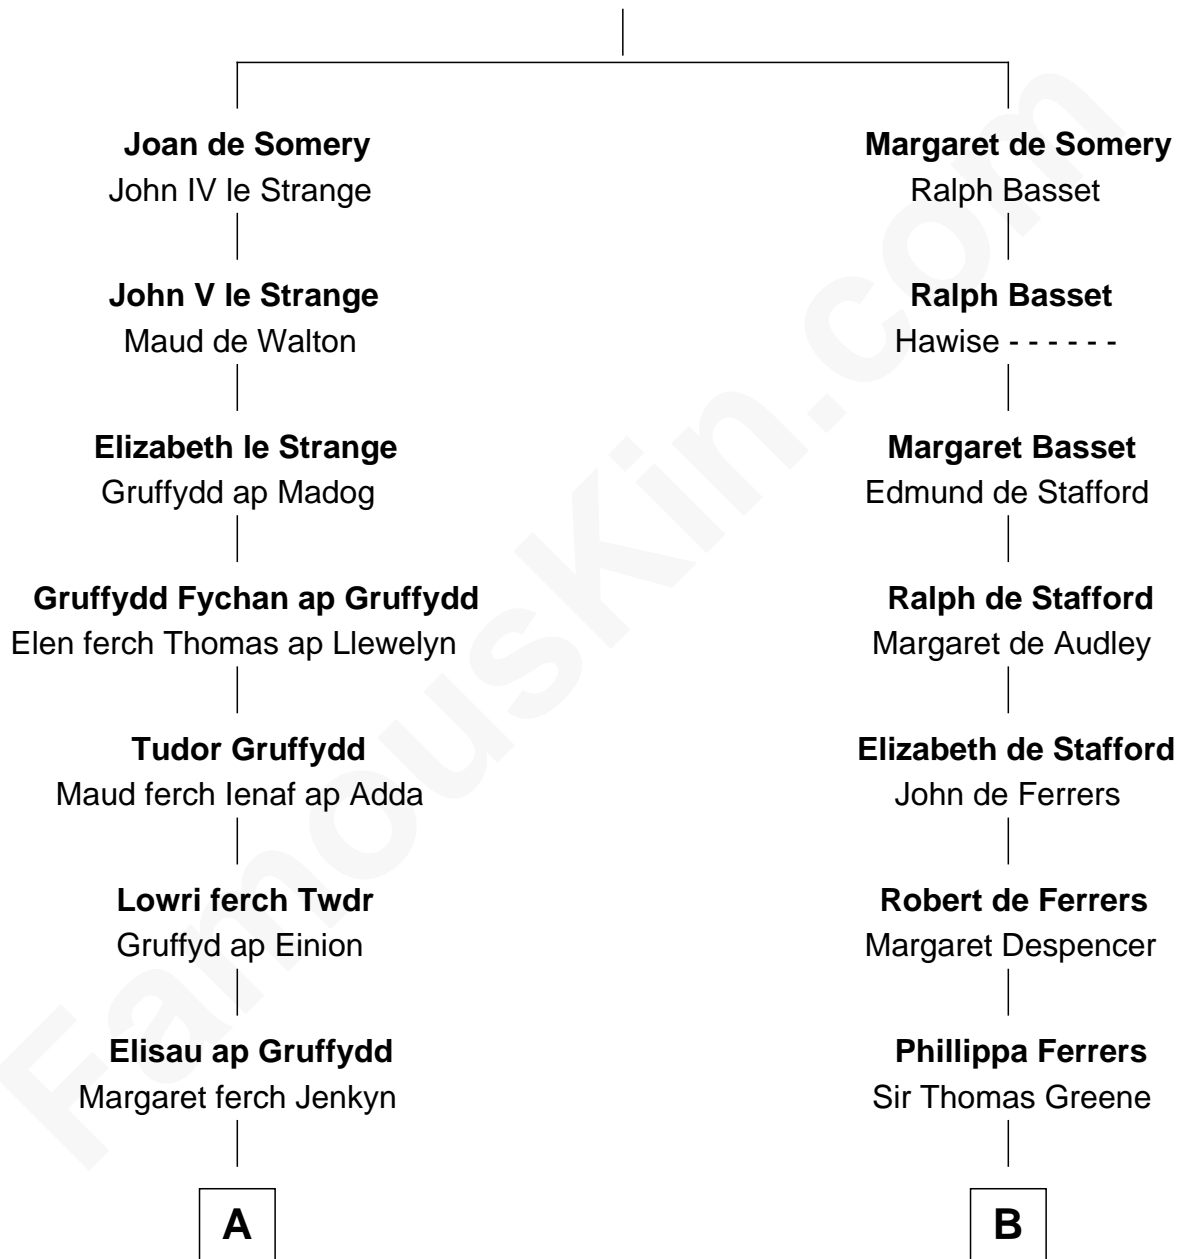 Joan de Somery
John IV le Strange
John V le Strange
Maud de Walton
Elizabeth le Strange
Gruffydd ap Madog
Gruffydd Fychan ap Gruffydd
Elen ferch Thomas ap Llewelyn
Tudor Gruffydd
Maud ferch Ienaf ap Adda
Lowri ferch Twdr
Gruffyd ap Einion
Elisau ap Gruffydd
Margaret ferch Jenkyn
A
Margaret de Somery
Ralph Basset
Ralph Basset
Hawise - - - - - -
Margaret Basset
Edmund de Stafford
Ralph de Stafford
Margaret de Audley
Elizabeth de Stafford
John de Ferrers
Robert de Ferrers
Margaret Despencer
Phillippa Ferrers
Sir Thomas Greene
B
FamousKin.com